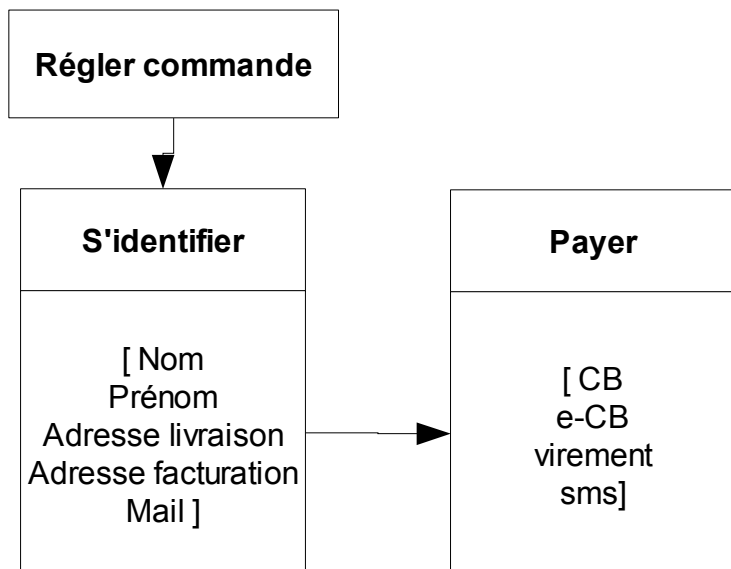 Régler commande
S'identifier
[ Nom
Prénom
Adresse livraison
Adresse facturation
Mail ]
Payer
[ CB
e-CB
virement
sms]